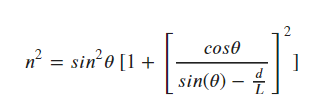 n² = sin²θ [1 + [cosθ / (sin(θ) − d/L)]²]